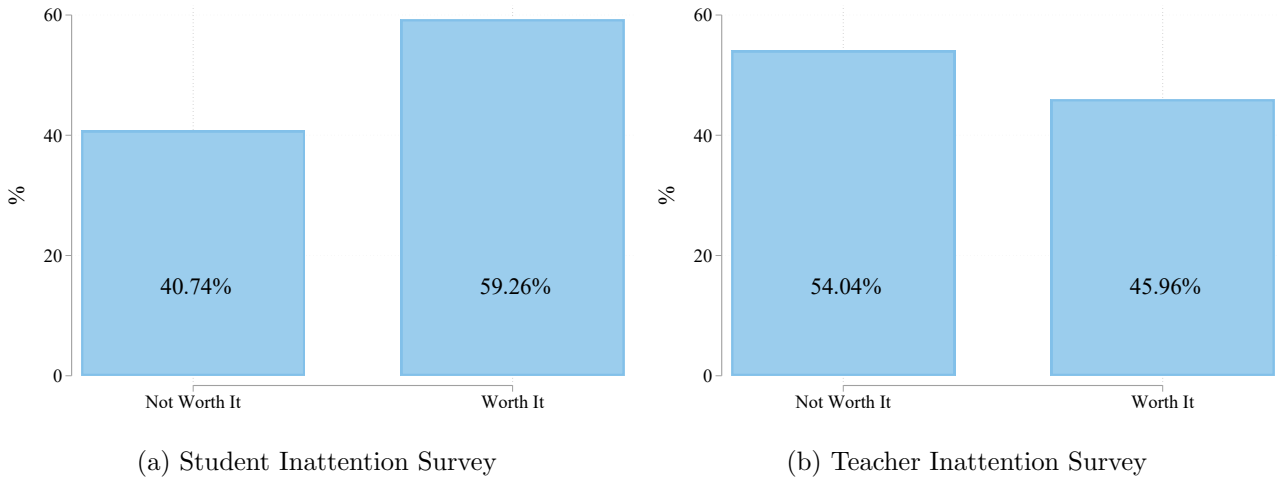 60
40
%
20
0
40.74%
59.26%
Not Worth It
Worth It
(a) Student Inattention Survey
60
40
%
20
0
54.04%
45.96%
Not Worth It
Worth It
(b) Teacher Inattention Survey